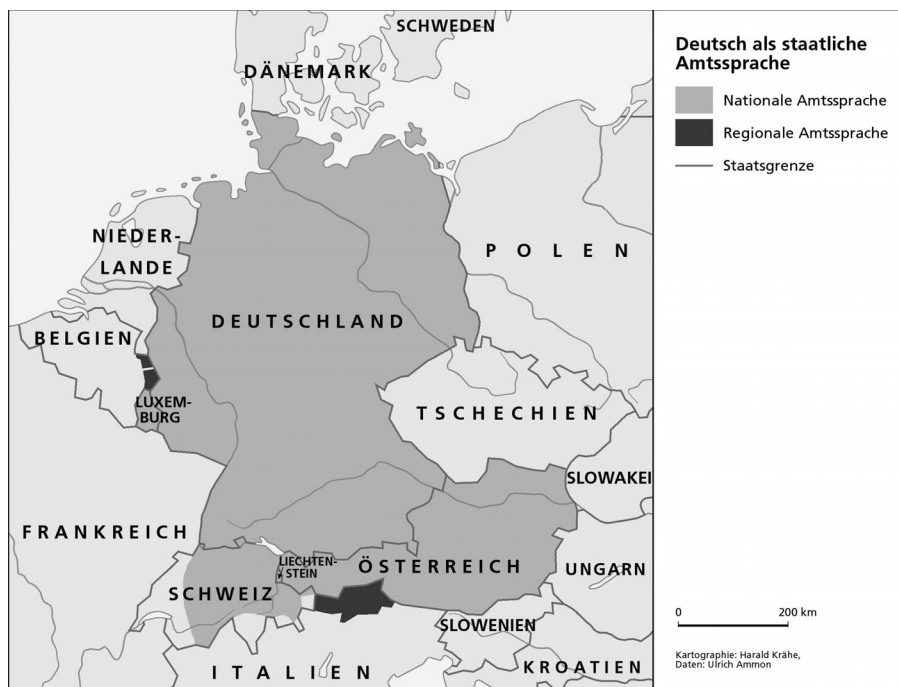 SCHWEDEN
DÄNEMARK
NIEDER-
LANDE
POLEN
DEUTSCHLAND
BELGIEN
LUXEM-
BURG
TSCHECHIEN
SLOWAKEI
FRANKREICH
LIECHTEN-
STEIN
ÖSTERREICH
UNGARN
SCHWEIZ
SLOWENIEN
ITALIEN
KROATIEN
Deutsch als staatliche
Amtssprache
Nationale Amtssprache
Regionale Amtssprache
Staatsgrenze
0 200 km
Kartographie: Harald Krähe,
Daten: Ulrich Ammon